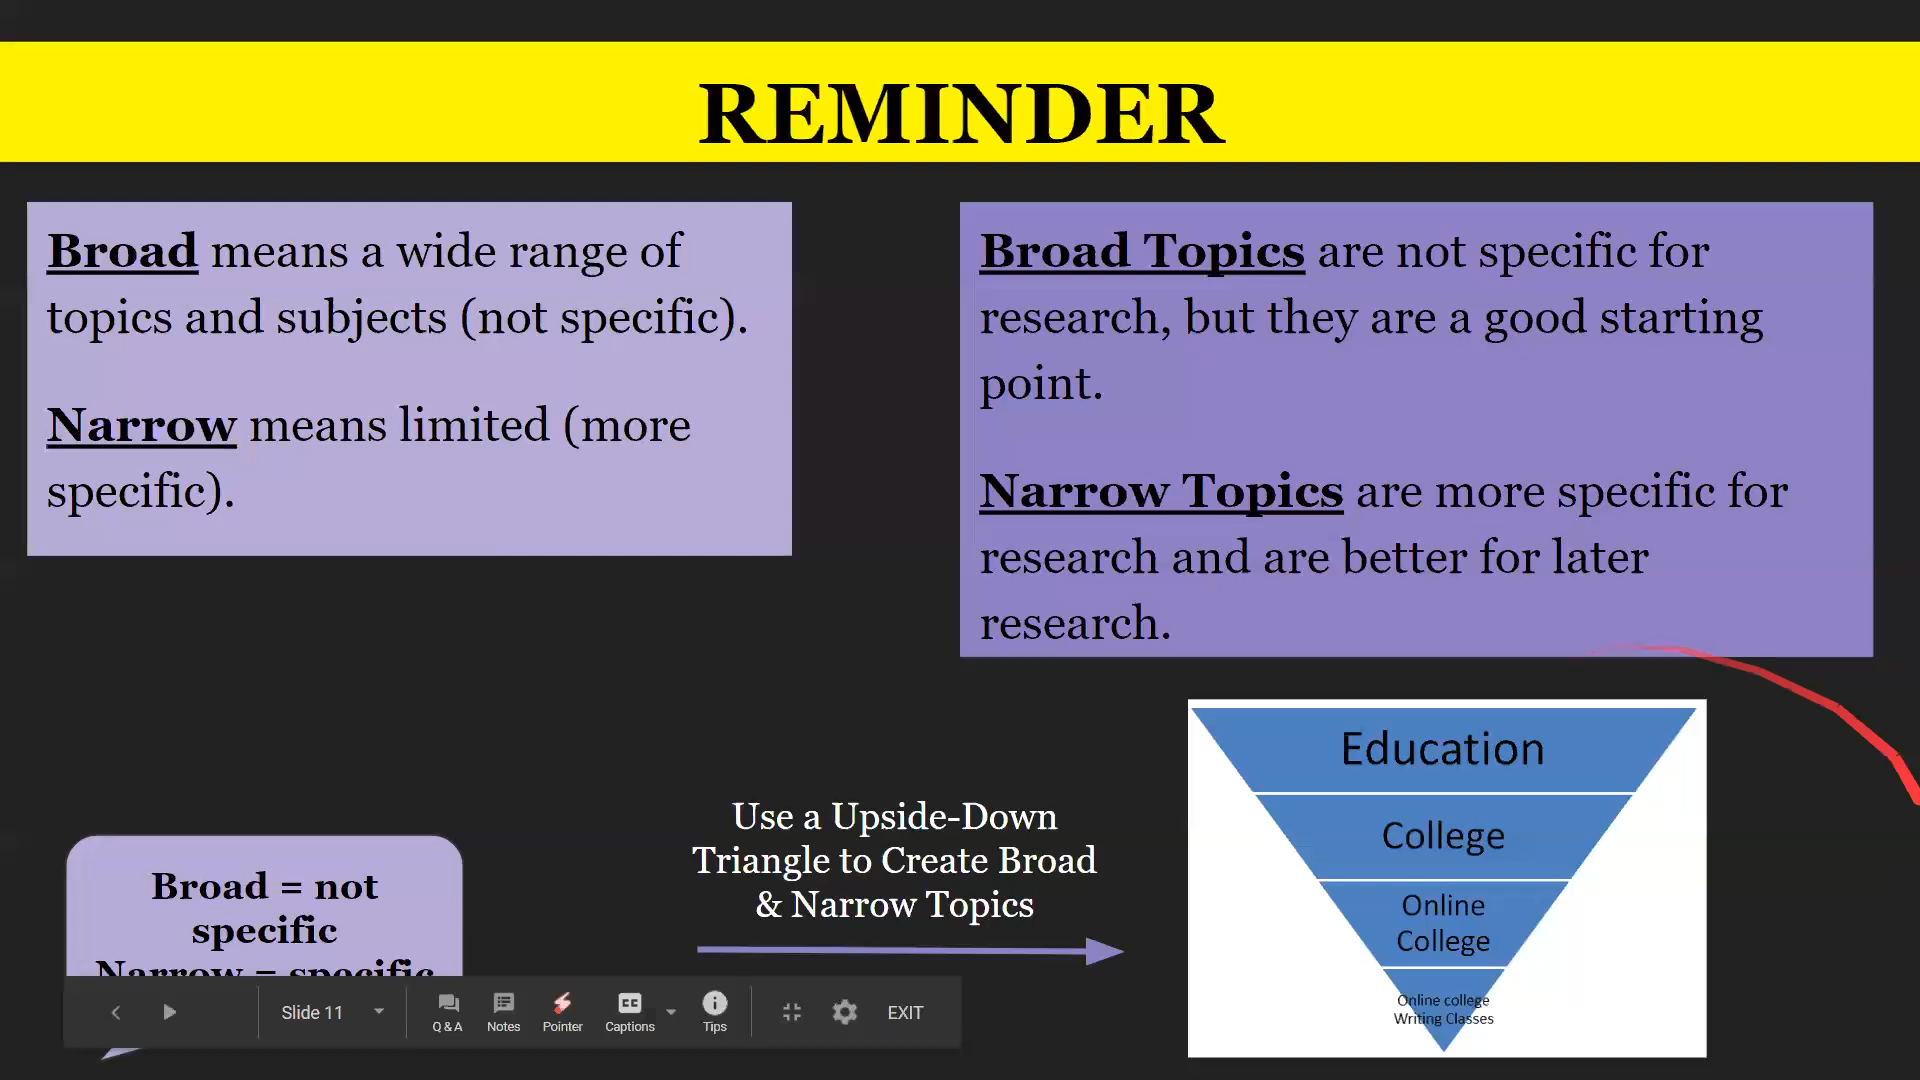 REMINDER
Broad means a wide range of
topics and subjects (not specific).
Narrow means limited (more
specific).
Broad Topics are not specific for
research, but they are a good starting
point.
Narrow Topics are more specific for
research and are better for later
research.
Broad = not
specific
Narrow = specific
Use a Upside-Down
Triangle to Create Broad
& Narrow Topics
Education
College
Online
College
Online college
Writing Classes
Slide 11
Q & A
Notes
Pointer
CC
Captions
Tips
EXIT